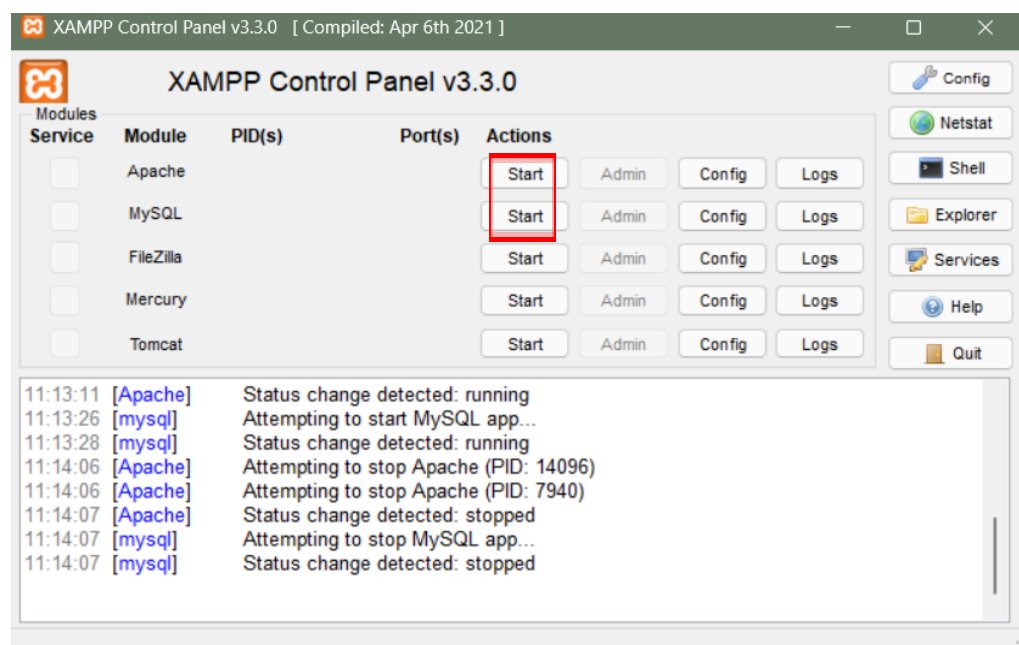 XAMPP Control Panel v3.3.0 [ Compiled: Apr 6th 2021 ]
XAMPP Control Panel v3.3.0
Config
Netstat
Shell
Explorer
Services
Help
Quit
Modules
Service Module PID(s) Port(s) Actions
Apache Start Admin Config Logs
MySQL Start Admin Config Logs
FileZilla Start Admin Config Logs
Mercury Start Admin Config Logs
Tomcat Start Admin Config Logs
11:13:11 [Apache] Status change detected: running
11:13:26 [mysql] Attempting to start MySQL app...
11:13:28 [mysql] Status change detected: running
11:14:06 [Apache] Attempting to stop Apache (PID: 14096)
11:14:06 [Apache] Attempting to stop Apache (PID: 7940)
11:14:07 [Apache] Status change detected: stopped
11:14:07 [mysql] Attempting to stop MySQL app...
11:14:07 [mysql] Status change detected: stopped